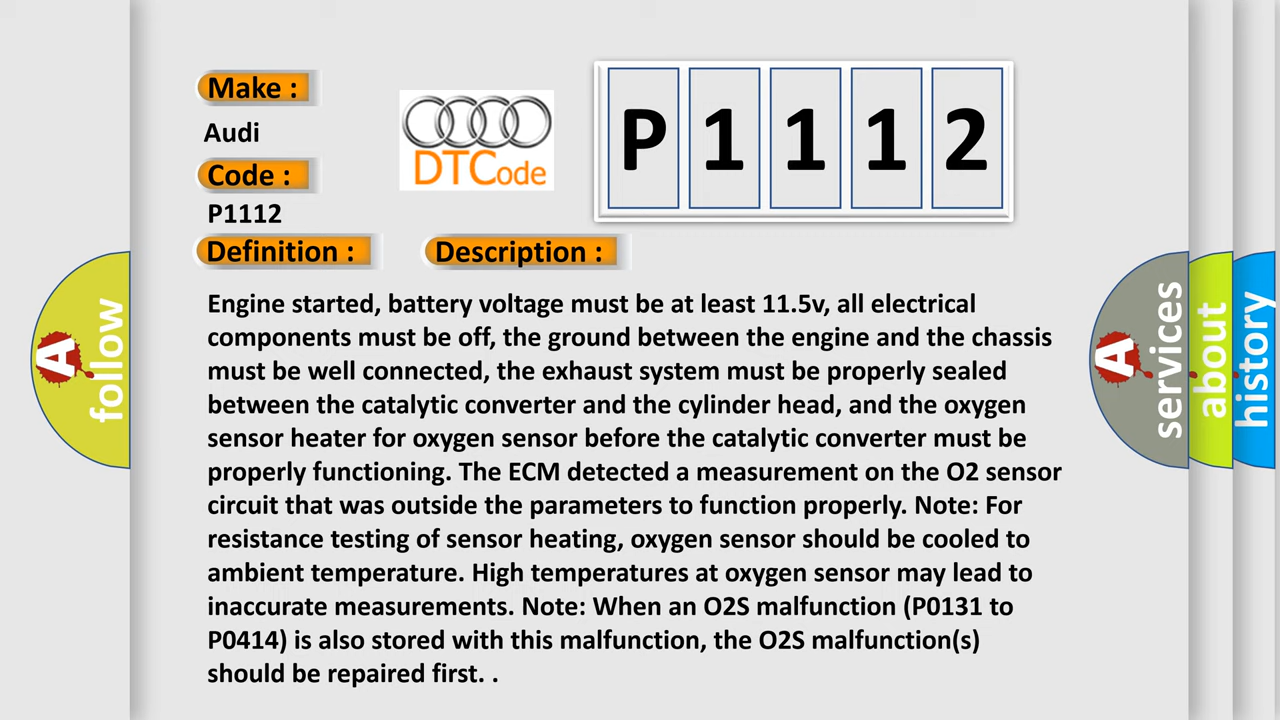 Make :
Audi
Code :
P1112
Definition :
Description :
DTCode
P1112
Engine started, battery voltage must be at least 11.5v, all electrical
components must be off, the ground between the engine and the chassis
must be well connected, the exhaust system must be properly sealed
between the catalytic converter and the cylinder head, and the oxygen
sensor heater for oxygen sensor before the catalytic converter must be
properly functioning. The ECM detected a measurement on the O2 sensor
circuit that was outside the parameters to function properly. Note: For
resistance testing of sensor heating, oxygen sensor should be cooled to
ambient temperature. High temperatures at oxygen sensor may lead to
inaccurate measurements. Note: When an O2S malfunction (P0131 to
P0414) is also stored with this malfunction, the O2S malfunction(s)
should be repaired first. .
A
follow
A
services
about
history